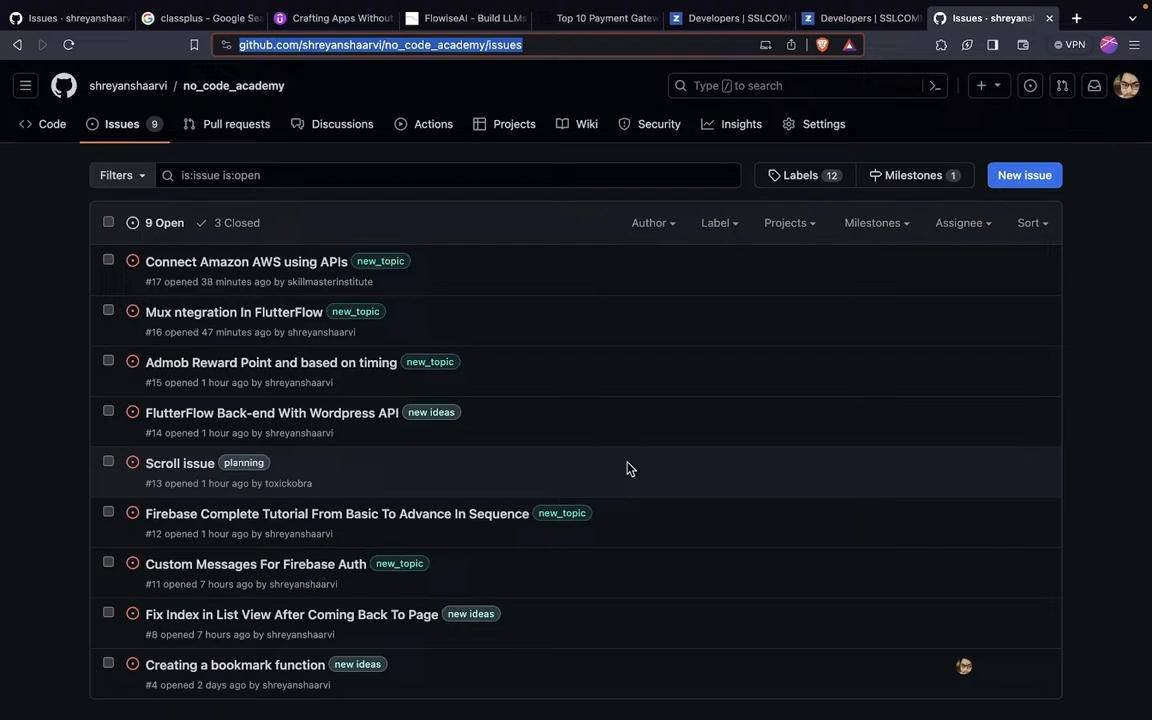 Issues · shreyanshaarv
classplus - Google Sea
Crafting Apps Without
FlowiseAI - Build LLMs
Top 10 Payment Gatew
Developers | SSLCOM
Developers | SSLCOM
Issues · shreyansl
github.com/shreyanshaarvi/no_code_academy/issues
VPN
shreyanshaarvi / no_code_academy
Type / to search
Code
Issues 9
Pull requests
Discussions
Actions
Projects
Wiki
Security
Insights
Settings
Filters
is:issue is:open
Labels 12
Milestones 1
New issue
9 Open
3 Closed
Author
Label
Projects
Milestones
Assignee
Sort
Connect Amazon AWS using APIs new_topic
#17 opened 38 minutes ago by skillmasterinstitute
Mux ntegration In FlutterFlow new_topic
#16 opened 47 minutes ago by shreyanshaarvi
Admob Reward Point and based on timing new_topic
#15 opened 1 hour ago by shreyanshaarvi
FlutterFlow Back-end With Wordpress API new ideas
#14 opened 1 hour ago by shreyanshaarvi
Scroll issue planning
#13 opened 1 hour ago by toxickobra
Firebase Complete Tutorial From Basic To Advance In Sequence new_topic
#12 opened 1 hour ago by shreyanshaarvi
Custom Messages For Firebase Auth new_topic
#11 opened 7 hours ago by shreyanshaarvi
Fix Index in List View After Coming Back To Page new ideas
#8 opened 7 hours ago by shreyanshaarvi
Creating a bookmark function new ideas
#4 opened 2 days ago by shreyanshaarvi